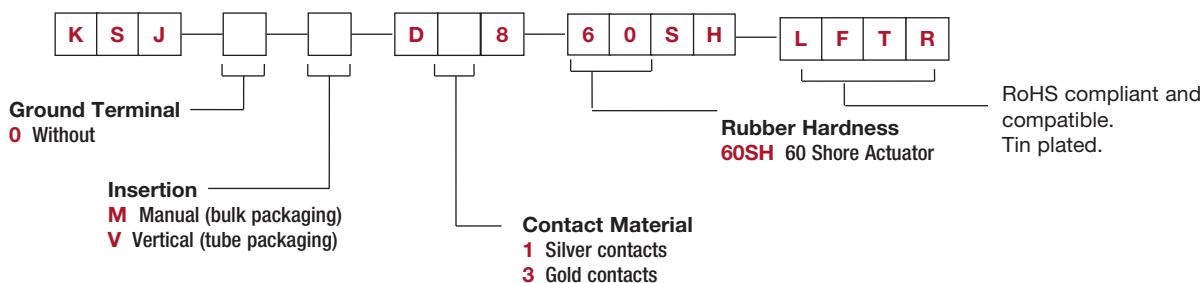 K S J D 8 6 0 S H L F T R
Ground Terminal
0 Without
Insertion
M Manual (bulk packaging)
V Vertical (tube packaging)
Contact Material
1 Silver contacts
3 Gold contacts
Rubber Hardness
60SH 60 Shore Actuator
RoHS compliant and
compatible.
Tin plated.